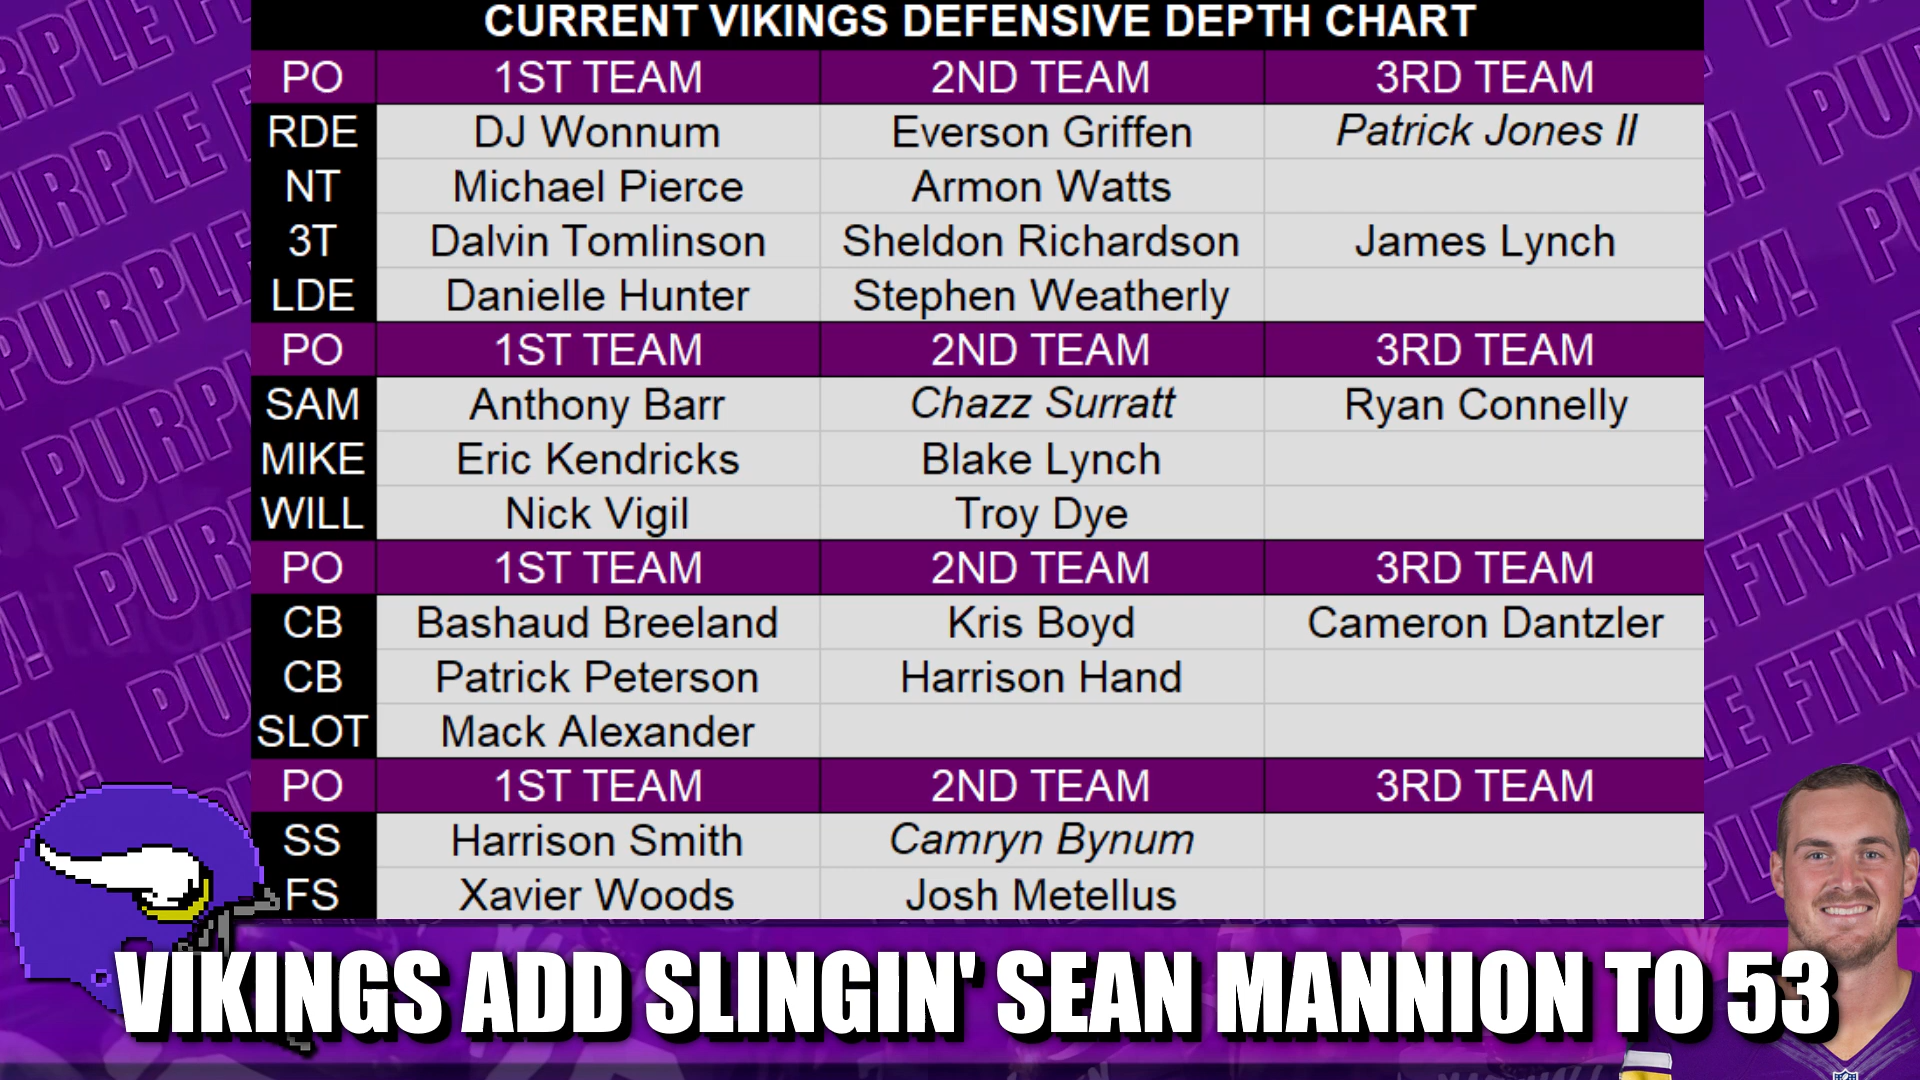 CURRENT VIKINGS DEFENSIVE DEPTH CHART
PO 1ST TEAM 2ND TEAM 3RD TEAM
RDE DJ Wonnum Everson Griffen Patrick Jones II
NT Michael Pierce Armon Watts
3T Dalvin Tomlinson Sheldon Richardson James Lynch
LDE Danielle Hunter Stephen Weatherly
PO 1ST TEAM 2ND TEAM 3RD TEAM
SAM Anthony Barr Chazz Surratt Ryan Connelly
MIKE Eric Kendricks Blake Lynch
WILL Nick Vigil Troy Dye
PO 1ST TEAM 2ND TEAM 3RD TEAM
CB Bashaud Breeland Kris Boyd Cameron Dantzler
CB Patrick Peterson Harrison Hand
SLOT Mack Alexander
PO 1ST TEAM 2ND TEAM 3RD TEAM
SS Harrison Smith Camryn Bynum
FS Xavier Woods Josh Metellus
VIKINGS ADD SLINGIN' SEAN MANNION TO 53